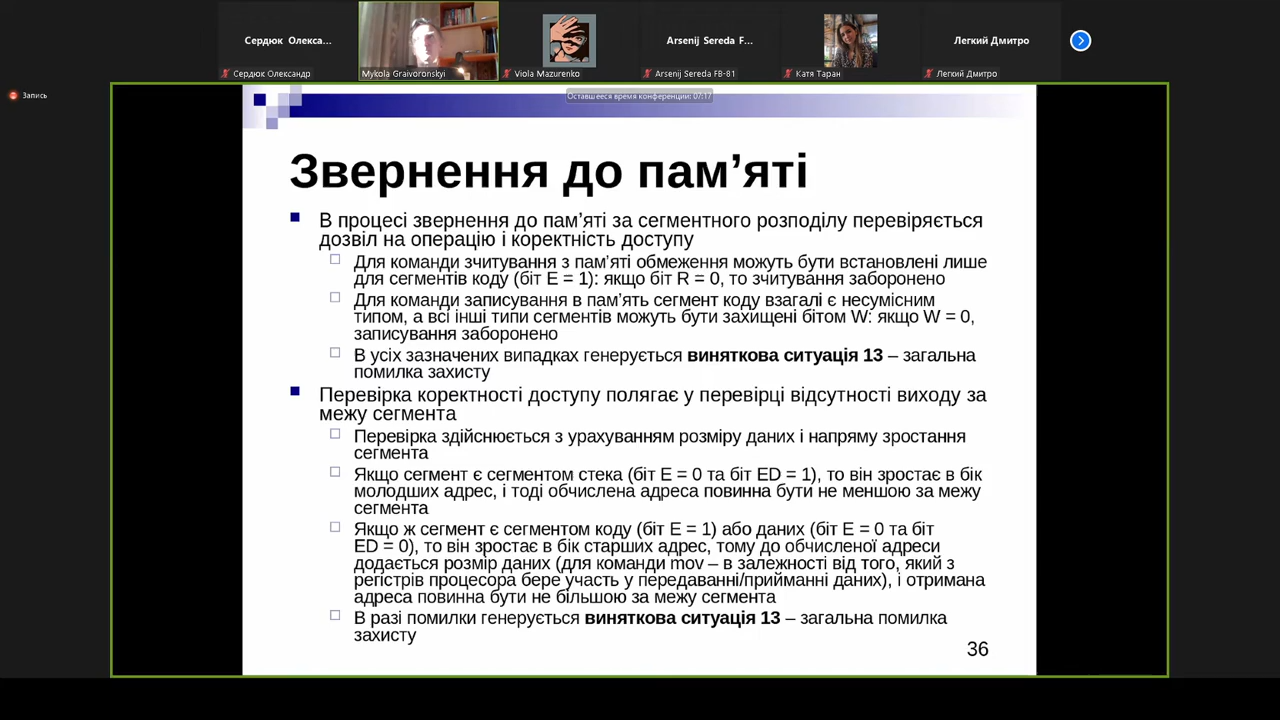 Сердюк Олекса...
Arsenij Sereda F...
Легкий Дмитро
Сердюк Олександр
Mykola Graivoronskyi
Viola Mazurenko
Arsenij Sereda FB-81
Катя Таран
Легкий Дмитро
Запись
Оставшееся время конференции: 07:17
Звернення до пам’яті
В процесі звернення до пам’яті за сегментного розподілу перевіряється
дозвіл на операцію і коректність доступу
Для команди зчитування з пам’яті обмеження можуть бути встановлені лише
для сегментів коду (біт E = 1): якщо біт R = 0, то зчитування заборонено
Для команди записування в пам’ять сегмент коду взагалі є несумісним
типом, а всі інші типи сегментів можуть бути захищені бітом W: якщо W = 0,
записування заборонено
В усіх зазначених випадках генерується виняткова ситуація 13 – загальна
помилка захисту
Перевірка коректності доступу полягає у перевірці відсутності виходу за
межу сегмента
Перевірка здійснюється з урахуванням розміру даних і напряму зростання
сегмента
Якщо сегмент є сегментом стека (біт E = 0 та біт ED = 1), то він зростає в бік
молодших адрес, і тоді обчислена адреса повинна бути не меншою за межу
сегмента
Якщо ж сегмент є сегментом коду (біт E = 1) або даних (біт E = 0 та біт
ED = 0), то він зростає в бік старших адрес, тому до обчисленої адреси
додається розмір даних (для команди mov – в залежності від того, який з
регістрів процесора бере участь у передаванні/прийманні даних), і отримана
адреса повинна бути не більшою за межу сегмента
В разі помилки генерується виняткова ситуація 13 – загальна помилка
захисту
36